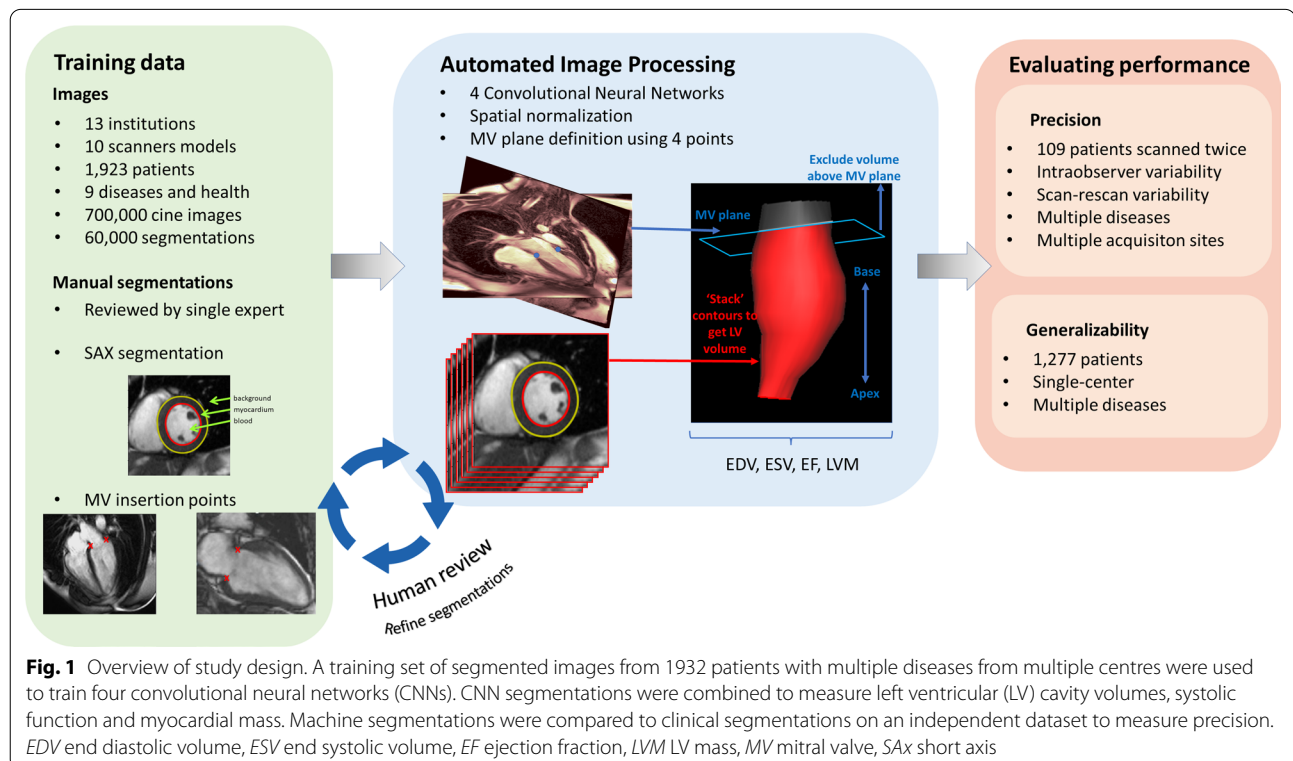 Training data
Images
• 13 institutions
• 10 scanners models
• 1,923 patients
• 9 diseases and health
• 700,000 cine images
• 60,000 segmentations
Manual segmentations
• Reviewed by single expert
• SAX segmentation
background
myocardium
blood
• MV insertion points
Human review
Refine segmentations
Automated Image Processing
• 4 Convolutional Neural Networks
• Spatial normalization
• MV plane definition using 4 points
Exclude volume
above MV plane
MV plane
Base
'Stack'
contours to
get LV
volume
Apex
EDV, ESV, EF, LVM
Evaluating performance
Precision
• 109 patients scanned twice
• Intraobserver variability
• Scan-rescan variability
• Multiple diseases
• Multiple acquisiton sites
Generalizability
• 1,277 patients
• Single-center
• Multiple diseases
Fig. 1 Overview of study design. A training set of segmented images from 1932 patients with multiple diseases from multiple centres were used
to train four convolutional neural networks (CNNs). CNN segmentations were combined to measure left ventricular (LV) cavity volumes, systolic
function and myocardial mass. Machine segmentations were compared to clinical segmentations on an independent dataset to measure precision.
EDV end diastolic volume, ESV end systolic volume, EF ejection fraction, LVM LV mass, MV mitral valve, SAx short axis